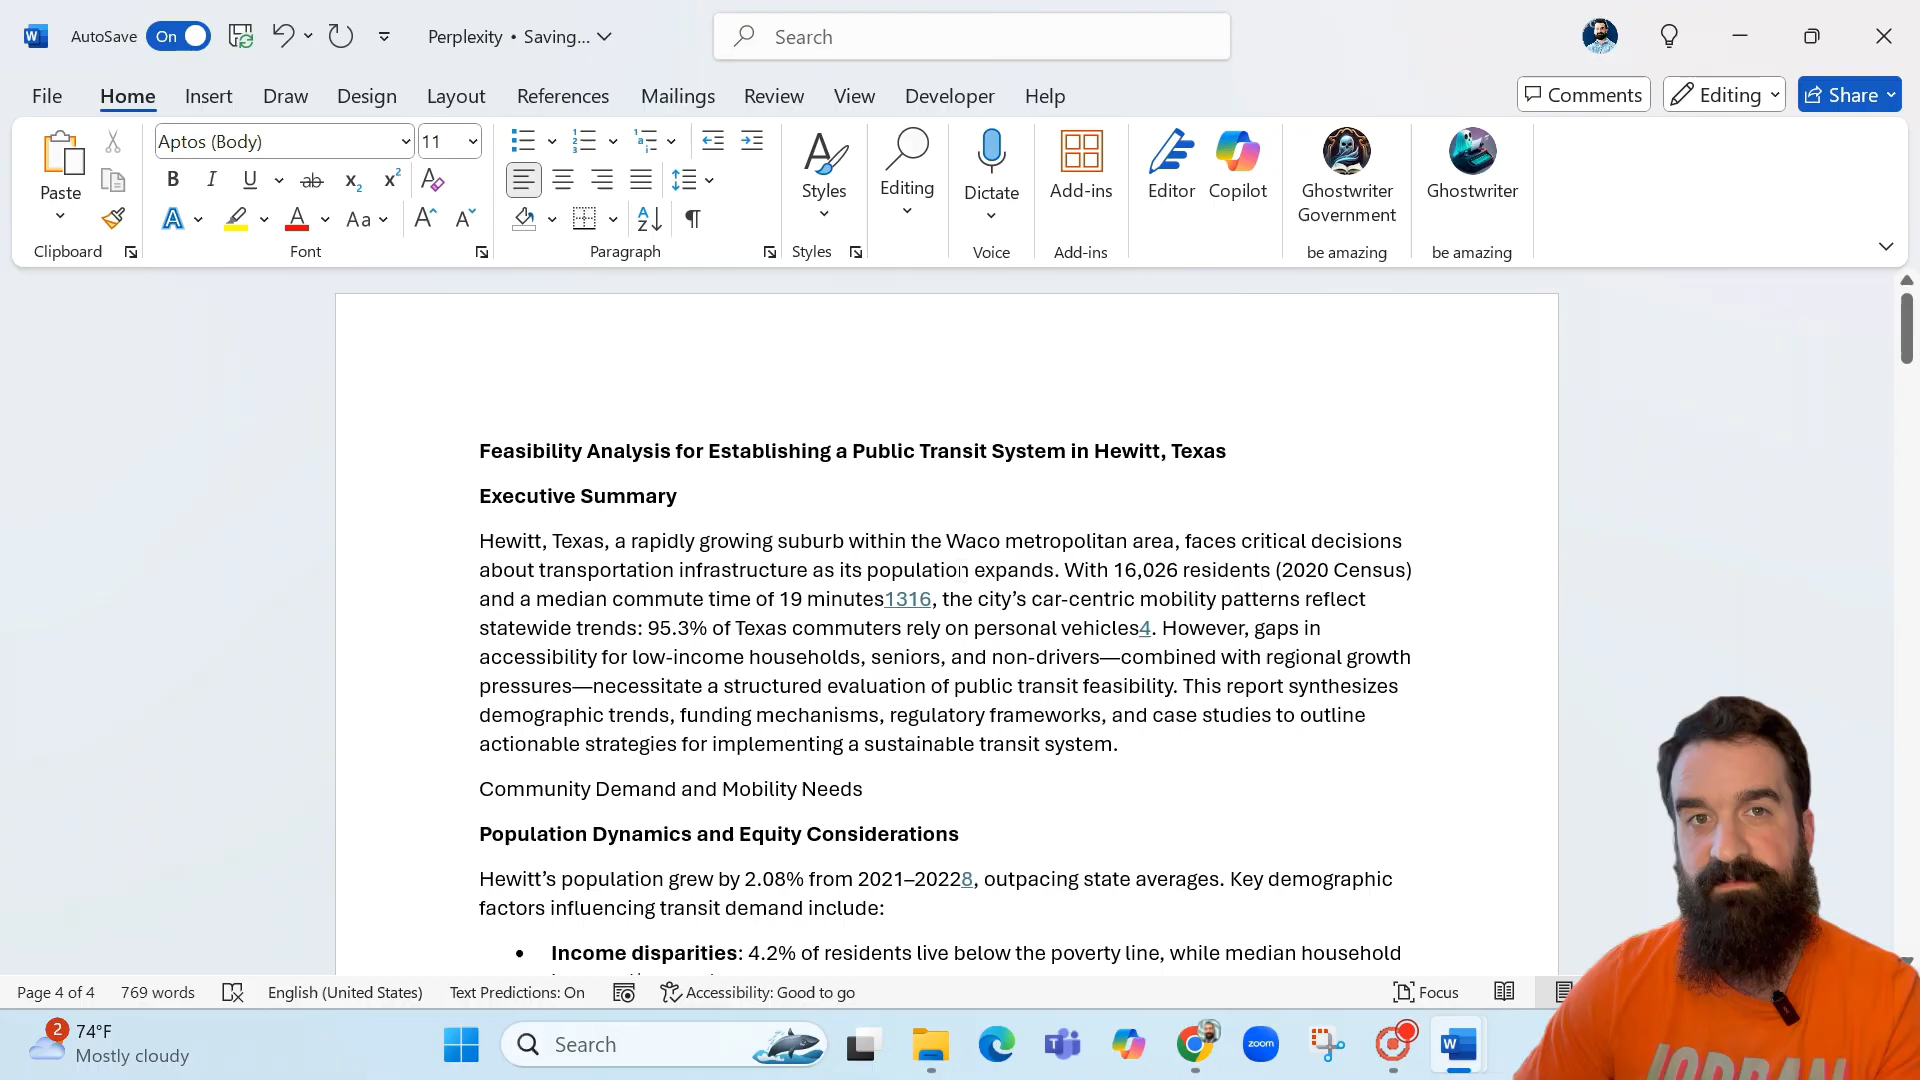 AutoSave On Perplexity • Saving... Search
File Home Insert Draw Design Layout References Mailings Review View Developer Help Comments Editing Share
Aptos (Body) 11
Paste Styles Editing Dictate Add-ins Editor Copilot Ghostwriter Government Ghostwriter
Clipboard Font Paragraph Styles Voice Add-ins be amazing be amazing
Feasibility Analysis for Establishing a Public Transit System in Hewitt, Texas
Executive Summary
Hewitt, Texas, a rapidly growing suburb within the Waco metropolitan area, faces critical decisions
about transportation infrastructure as its population expands. With 16,026 residents (2020 Census)
and a median commute time of 19 minutes1316, the city’s car-centric mobility patterns reflect
statewide trends: 95.3% of Texas commuters rely on personal vehicles4. However, gaps in
accessibility for low-income households, seniors, and non-drivers—combined with regional growth
pressures—necessitate a structured evaluation of public transit feasibility. This report synthesizes
demographic trends, funding mechanisms, regulatory frameworks, and case studies to outline
actionable strategies for implementing a sustainable transit system.
Community Demand and Mobility Needs
Population Dynamics and Equity Considerations
Hewitt’s population grew by 2.08% from 2021–20228, outpacing state averages. Key demographic
factors influencing transit demand include:
• Income disparities: 4.2% of residents live below the poverty line, while median household
Page 4 of 4 769 words English (United States) Text Predictions: On Accessibility: Good to go Focus
2 74°F
Mostly cloudy
Search
zoom
JORDAN